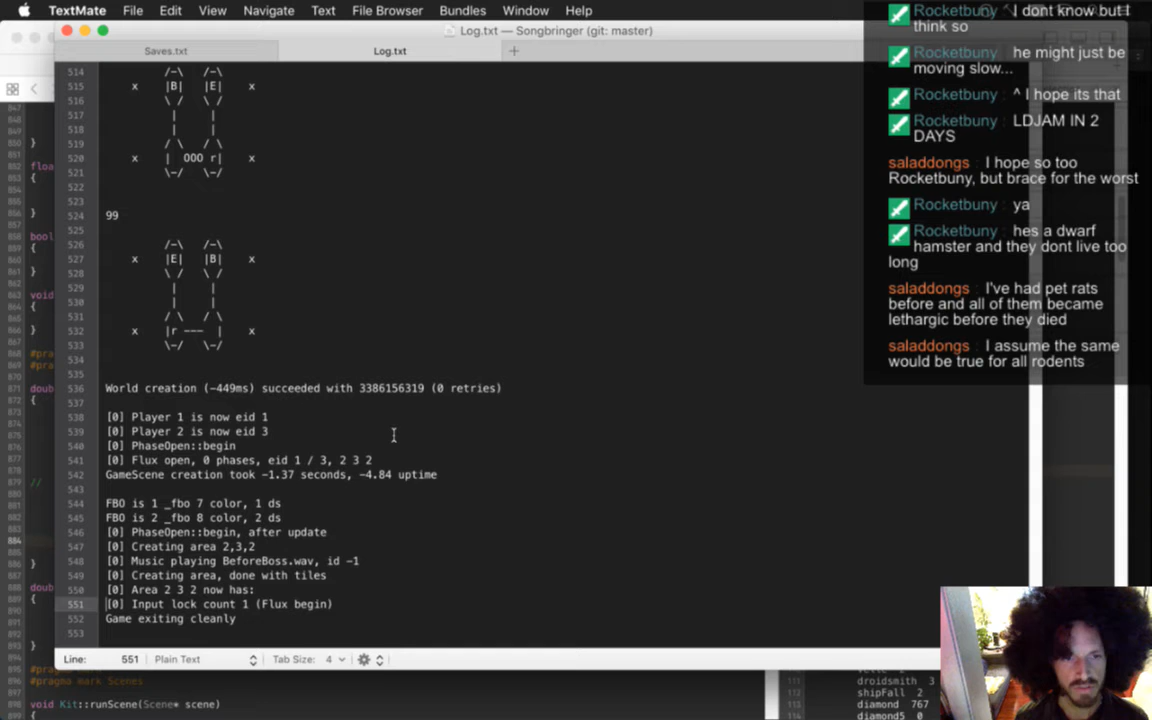 TextMate File Edit View Navigate Text File Browser Bundles Window Help
Log.txt — Songbringer (git: master)
Saves.txt
Log.txt
+
514 /-\ /-\
515 x |B| |E| x
516 \ / \ /
517 | |
518 | |
519 / \ / \
520 x | OOO r| x
521 \-/ \-/
522
523
524 99
525
526 /-\ /-\
527 x |E| |B| x
528 \ / \ /
529 | |
530 | |
531 / \ / \
532 x |r --- | x
533 \-/ \-/
534
535
536 World creation (-449ms) succeeded with 3386156319 (0 retries)
537
538 [0] Player 1 is now eid 1
539 [0] Player 2 is now eid 3
540 [0] PhaseOpen::begin
541 [0] Flux open, 0 phases, eid 1 / 3, 2 3 2
542 GameScene creation took -1.37 seconds, -4.84 uptime
543
544 FBO is 1 _fbo 7 color, 1 ds
545 FBO is 2 _fbo 8 color, 2 ds
546 [0] PhaseOpen::begin, after update
547 [0] Creating area 2,3,2
548 [0] Music playing BeforeBoss.wav, id -1
549 [0] Creating area, done with tiles
550 [0] Area 2 3 2 now has:
551 [0] Input lock count 1 (Flux begin)
552 Game exiting cleanly
553
Line: 551 Plain Text Tab Size: 4
#pragma mark Scenes
void Kit::runScene(Scene* scene)
{
droidsmith 3
shipFall 2
diamond 767
diamond5 0
Rocketbuny : I dont know but i
think so
Rocketbuny : he might just be
moving slow...
Rocketbuny : ^ I hope its that
Rocketbuny : LDJAM IN 2
DAYS
saladdongs : I hope so too
Rocketbuny, but brace for the worst
Rocketbuny : ya
Rocketbuny : hes a dwarf
hamster and they dont live too
long
saladdongs : I've had pet rats
before and all of them became
lethargic before they died
saladdongs : I assume the same
would be true for all rodents